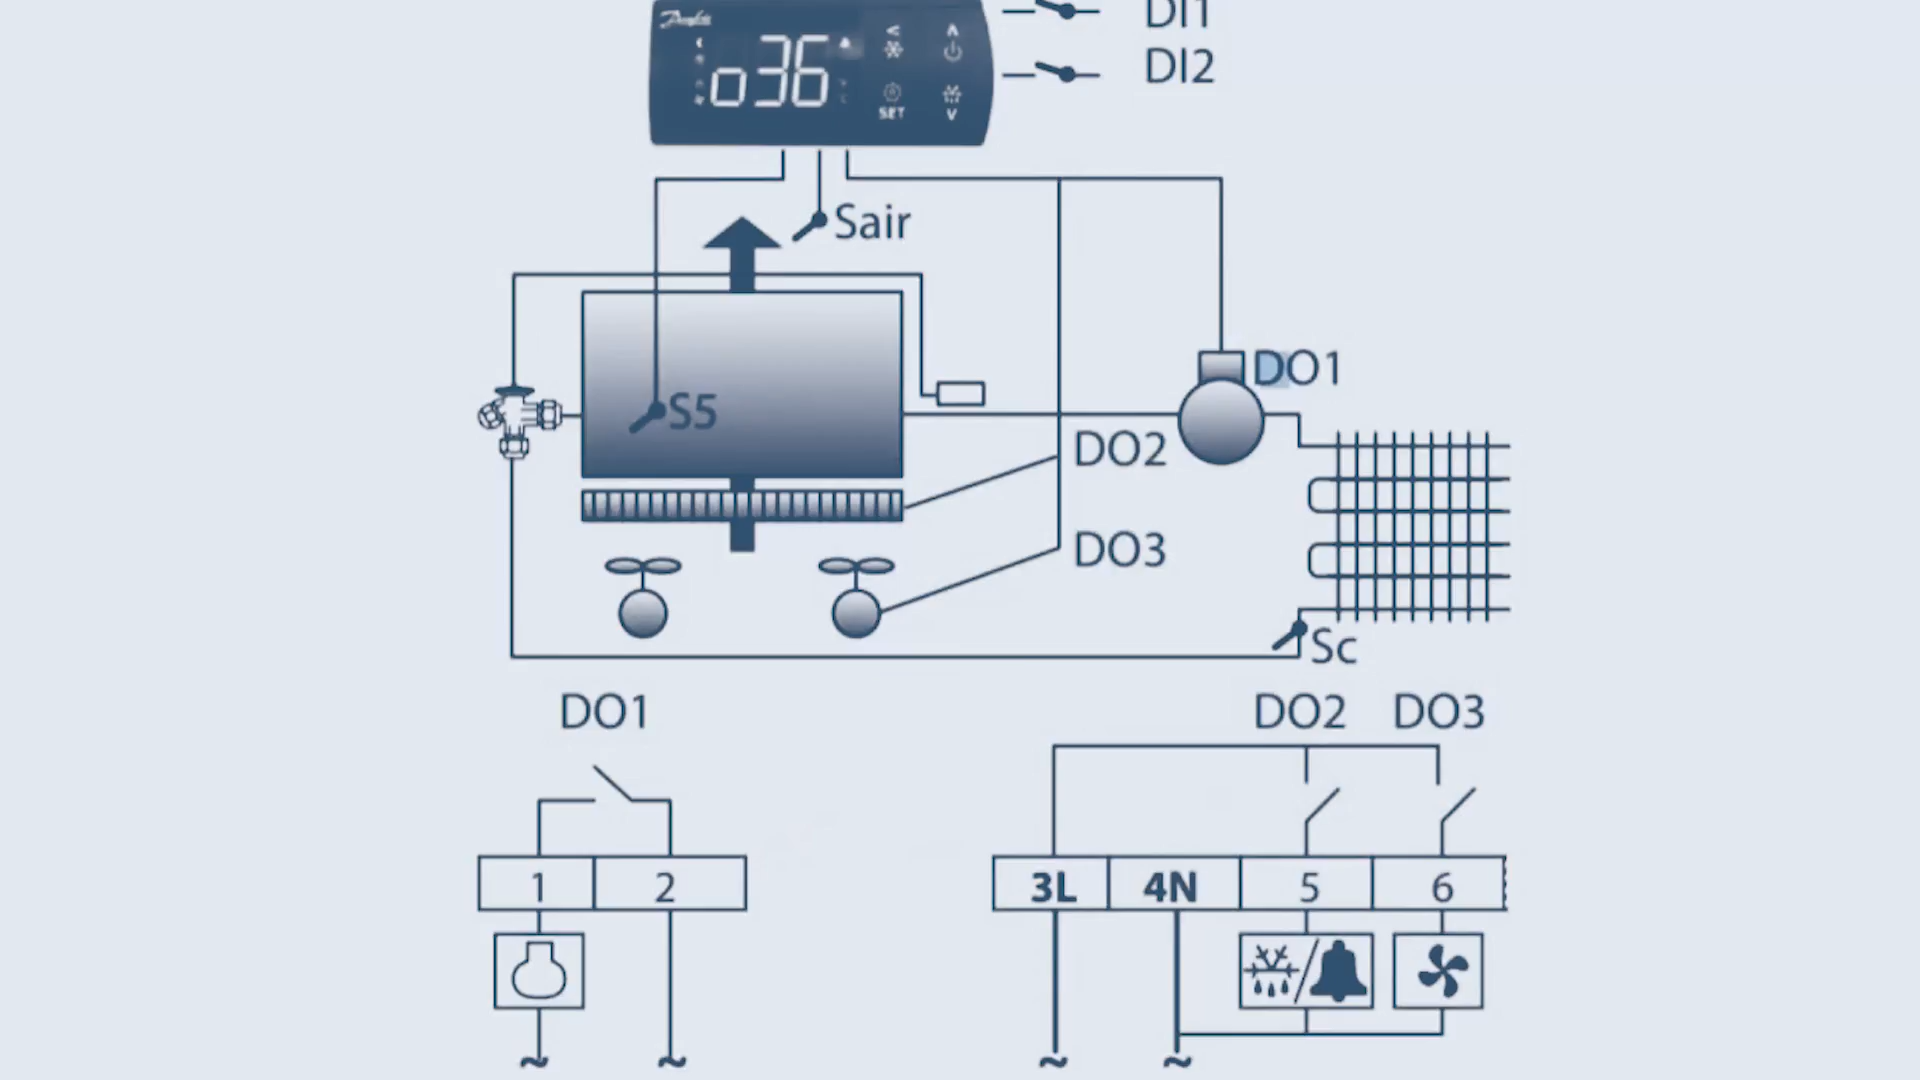 DI1
Danfoss
o36
DI2
SET
Sair
DO1
S5
DO2
DO3
Sc
DO1
DO2 DO3
1 2
3L 4N 5 6